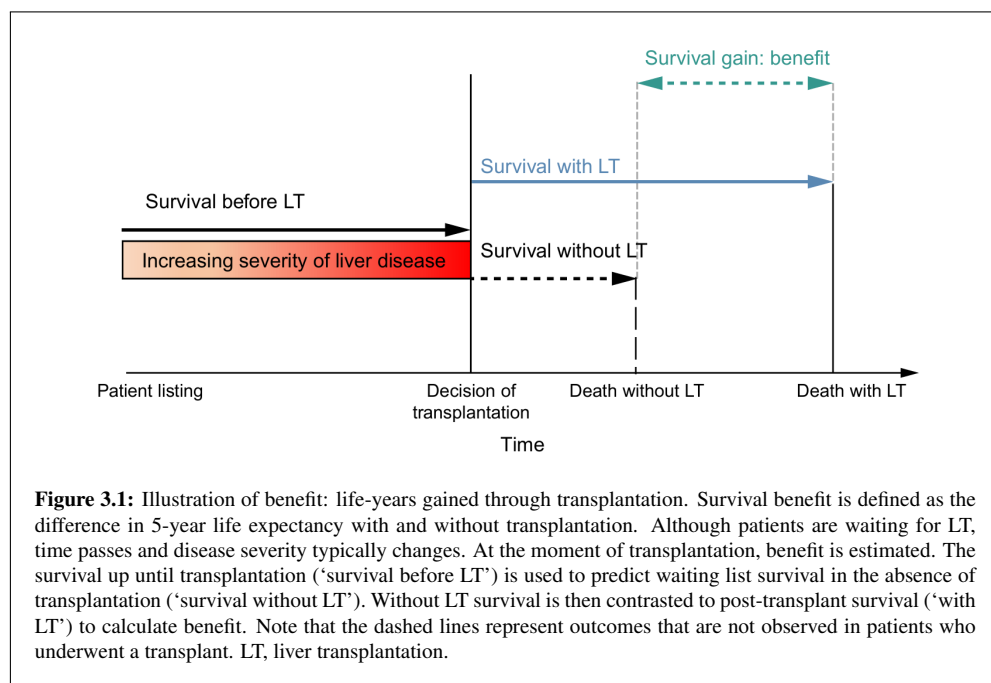 Survival gain: benefit
Survival with LT
Survival before LT
Increasing severity of liver disease
Survival without LT
Patient listing
Decision of
transplantation
Death without LT
Death with LT
Time
Figure 3.1: Illustration of benefit: life-years gained through transplantation. Survival benefit is defined as the
difference in 5-year life expectancy with and without transplantation. Although patients are waiting for LT,
time passes and disease severity typically changes. At the moment of transplantation, benefit is estimated. The
survival up until transplantation (‘survival before LT’) is used to predict waiting list survival in the absence of
transplantation (‘survival without LT’). Without LT survival is then contrasted to post-transplant survival (‘with
LT’) to calculate benefit. Note that the dashed lines represent outcomes that are not observed in patients who
underwent a transplant. LT, liver transplantation.